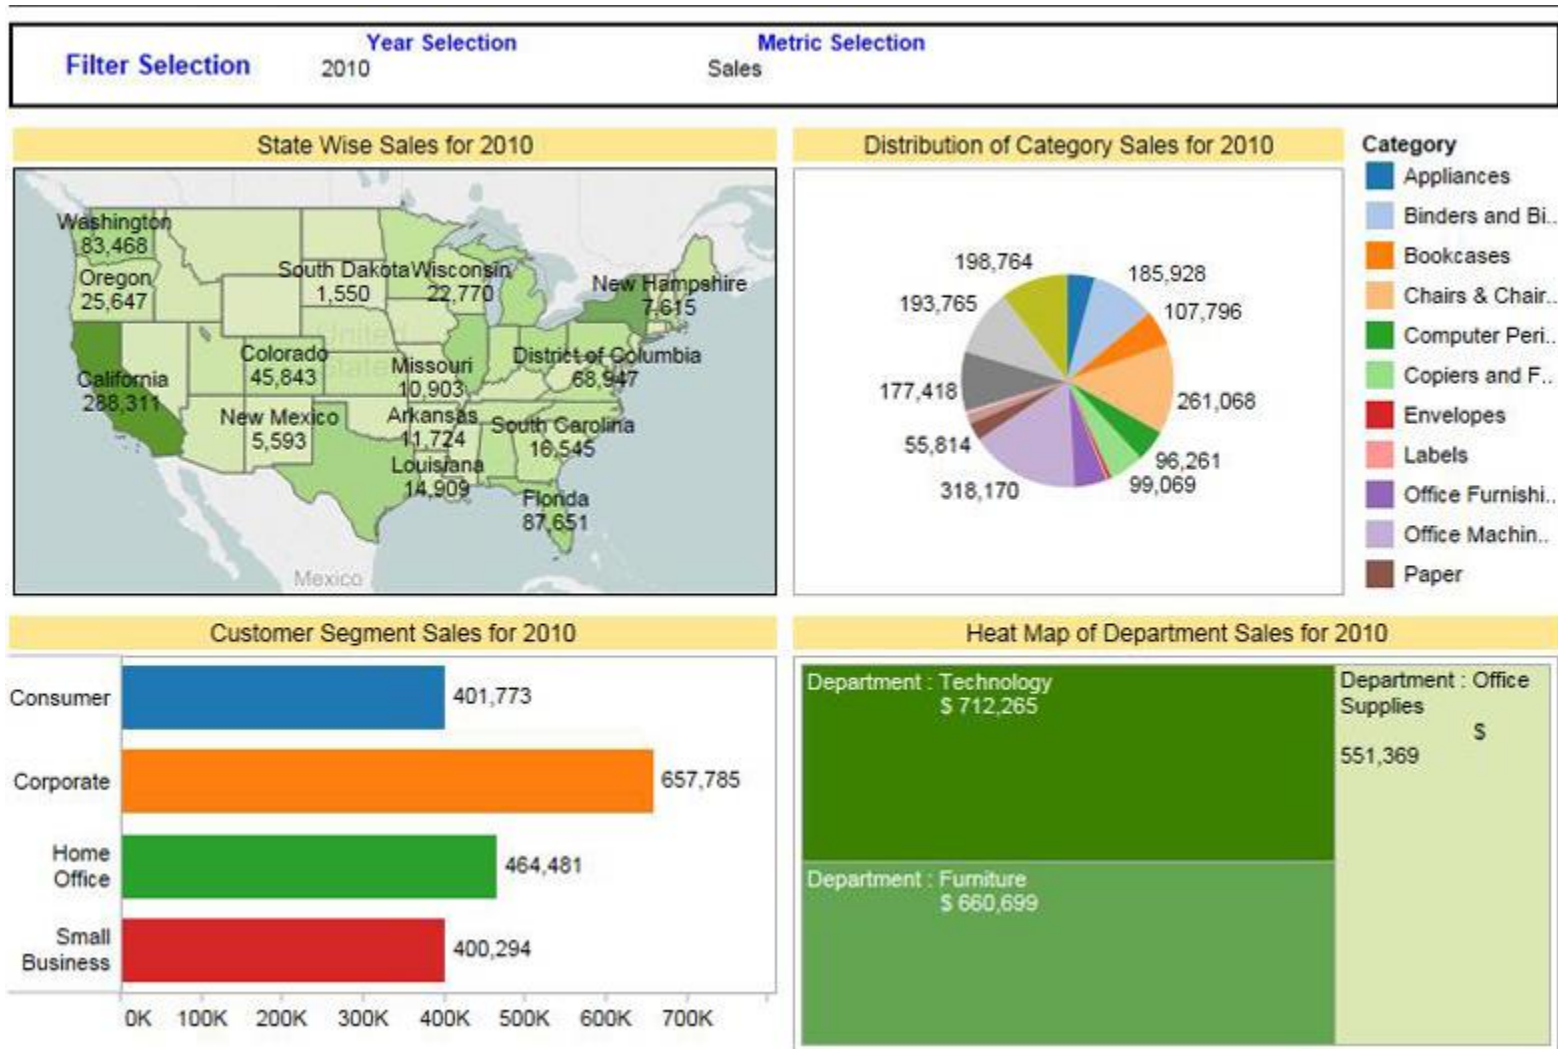 Filter Selection
Year Selection
2010
Metric Selection
Sales
State Wise Sales for 2010
Washington
83,468
Oregon
25,647
South Dakota
1,550
Wisconsin
22,770
New Hampshire
7,615
United
States
Colorado
45,843
California
288,311
Missouri
10,903
District of Columbia
68,947
New Mexico
5,593
Arkansas
11,724
South Carolina
16,545
Louisiana
14,909
Florida
87,651
Mexico
Distribution of Category Sales for 2010
198,764
185,928
193,765
107,796
177,418
261,068
55,814
96,261
318,170
99,069
Category
Appliances
Binders and Bi..
Bookcases
Chairs & Chair..
Computer Peri..
Copiers and F..
Envelopes
Labels
Office Furnishi..
Office Machin..
Paper
Customer Segment Sales for 2010
Consumer
401,773
Corporate
657,785
Home
Office
464,481
Small
Business
400,294
0K 100K 200K 300K 400K 500K 600K 700K
Heat Map of Department Sales for 2010
Department : Technology
$ 712,265
Department : Furniture
$ 660,699
Department : Office
Supplies
$
551,369